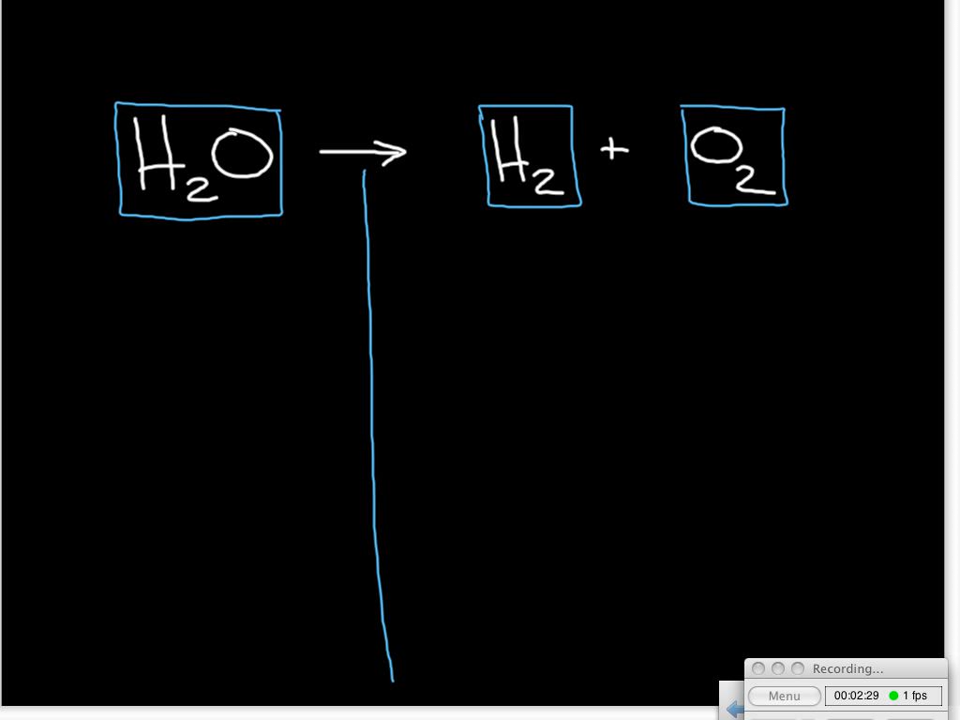 H₂O → H₂ + O₂
Recording...
Menu 00:02:29 1 fps